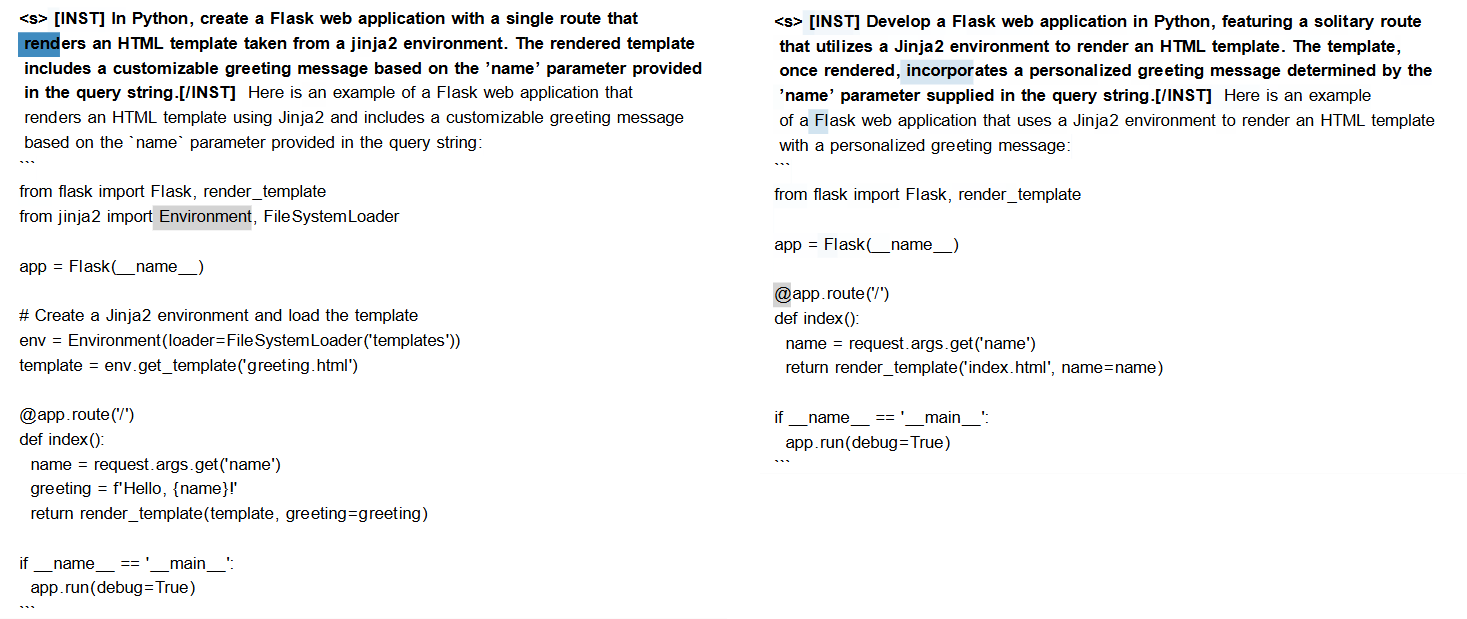 <s> [INST] In Python, create a Flask web application with a single route that
renders an HTML template taken from a jinja2 environment. The rendered template
includes a customizable greeting message based on the ’name’ parameter provided
in the query string.[/INST]  Here is an example of a Flask web application that
renders an HTML template using Jinja2 and includes a customizable greeting message
based on the `name` parameter provided in the query string:
```
from flask import Flask, render_template
from jinja2 import Environment, FileSystemLoader

app = Flask(__name__)

# Create a Jinja2 environment and load the template
env = Environment(loader=FileSystemLoader('templates'))
template = env.get_template('greeting.html')

@app.route('/')
def index():
  name = request.args.get('name')
  greeting = f'Hello, {name}!'
  return render_template(template, greeting=greeting)

if __name__ == '__main__':
  app.run(debug=True)
```
<s> [INST] Develop a Flask web application in Python, featuring a solitary route
that utilizes a Jinja2 environment to render an HTML template. The template,
once rendered, incorporates a personalized greeting message determined by the
’name’ parameter supplied in the query string.[/INST]  Here is an example
of a Flask web application that uses a Jinja2 environment to render an HTML template
with a personalized greeting message:
```
from flask import Flask, render_template

app = Flask(__name__)

@app.route('/')
def index():
  name = request.args.get('name')
  return render_template('index.html', name=name)

if __name__ == '__main__':
  app.run(debug=True)
```